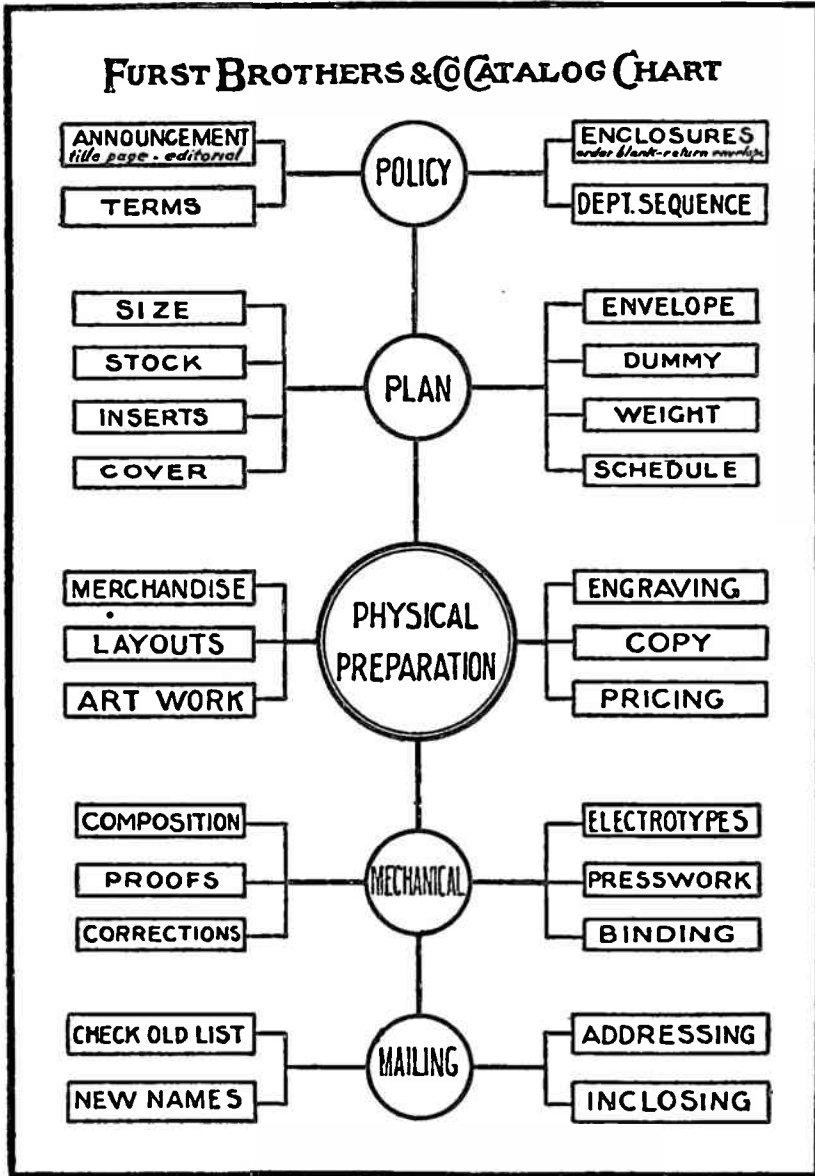 FURST BROTHERS & CO CATALOG CHART
ANNOUNCEMENT
title page - editorial
TERMS
POLICY
ENCLOSURES
order blank-return envelope
DEPT. SEQUENCE
SIZE
STOCK
INSERTS
COVER
PLAN
ENVELOPE
DUMMY
WEIGHT
SCHEDULE
MERCHANDISE
LAYOUTS
ART WORK
PHYSICAL
PREPARATION
ENGRAVING
COPY
PRICING
COMPOSITION
PROOFS
CORRECTIONS
MECHANICAL
ELECTROTYPES
PRESSWORK
BINDING
CHECK OLD LIST
NEW NAMES
MAILING
ADDRESSING
INCLOSING